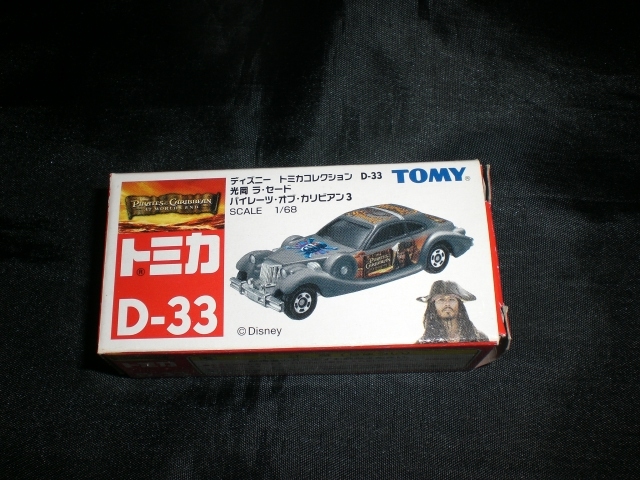 PIRATES of the CARIBBEAN
AT WORLD'S END
トミカ®
D-33
ディズニー トミカコレクション D-33
光岡 ラ・セード
パイレーツ・オブ・カリビアン3
SCALE 1/68
TOMY®
©Disney